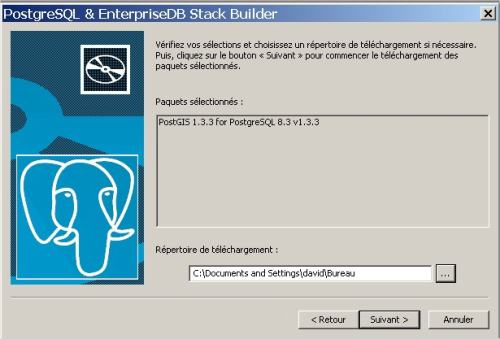 PostgreSQL & EnterpriseDB Stack Builder
Vérifiez vos sélections et choisissez un répertoire de téléchargement si nécessaire.
Puis, cliquez sur le bouton « Suivant » pour commencer le téléchargement des
paquets sélectionnés.
Paquets sélectionnés :
PostGIS 1.3.3 for PostgreSQL 8.3 v1.3.3
Répertoire de téléchargement :
C:\Documents and Settings\david\Bureau
...
< Retour
Suivant >
Annuler